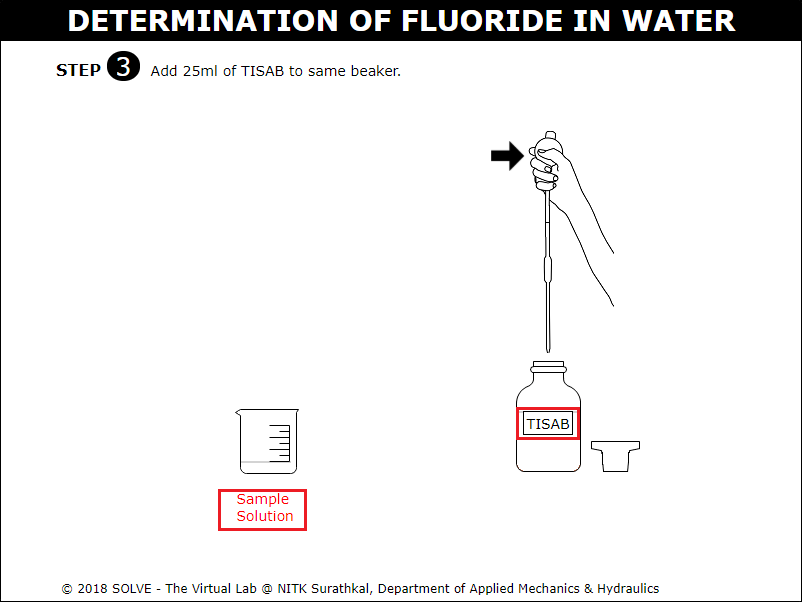 DETERMINATION OF FLUORIDE IN WATER
STEP 3 Add 25ml of TISAB to same beaker.
TISAB
Sample
Solution
© 2018 SOLVE - The Virtual Lab @ NITK Surathkal, Department of Applied Mechanics & Hydraulics